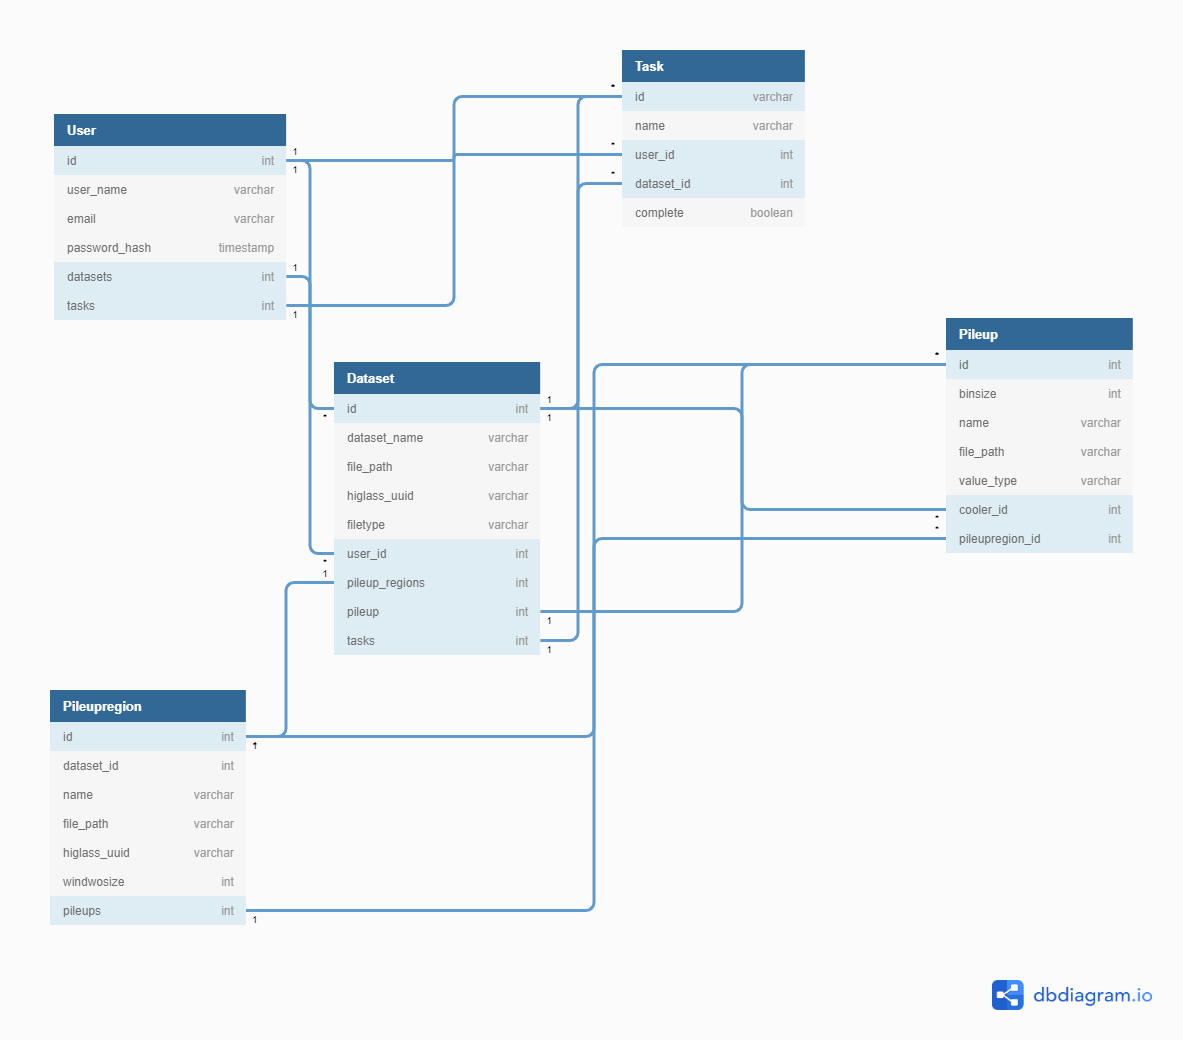 Task
id varchar
name varchar
user_id int
dataset_id int
complete boolean
User
id int
user_name varchar
email varchar
password_hash timestamp
datasets int
tasks int
1
1
1
1
*
*
*
Dataset
id int
dataset_name varchar
file_path varchar
higlass_uuid varchar
filetype varchar
user_id int
pileup_regions int
pileup int
tasks int
1
1
*
*
1
1
1
Pileup
id int
binsize int
name varchar
file_path varchar
value_type varchar
cooler_id int
pileupregion_id int
*
*
*
Pileupregion
id int
dataset_id int
name varchar
file_path varchar
higlass_uuid varchar
windwosize int
pileups int
1
dbdiagram.io